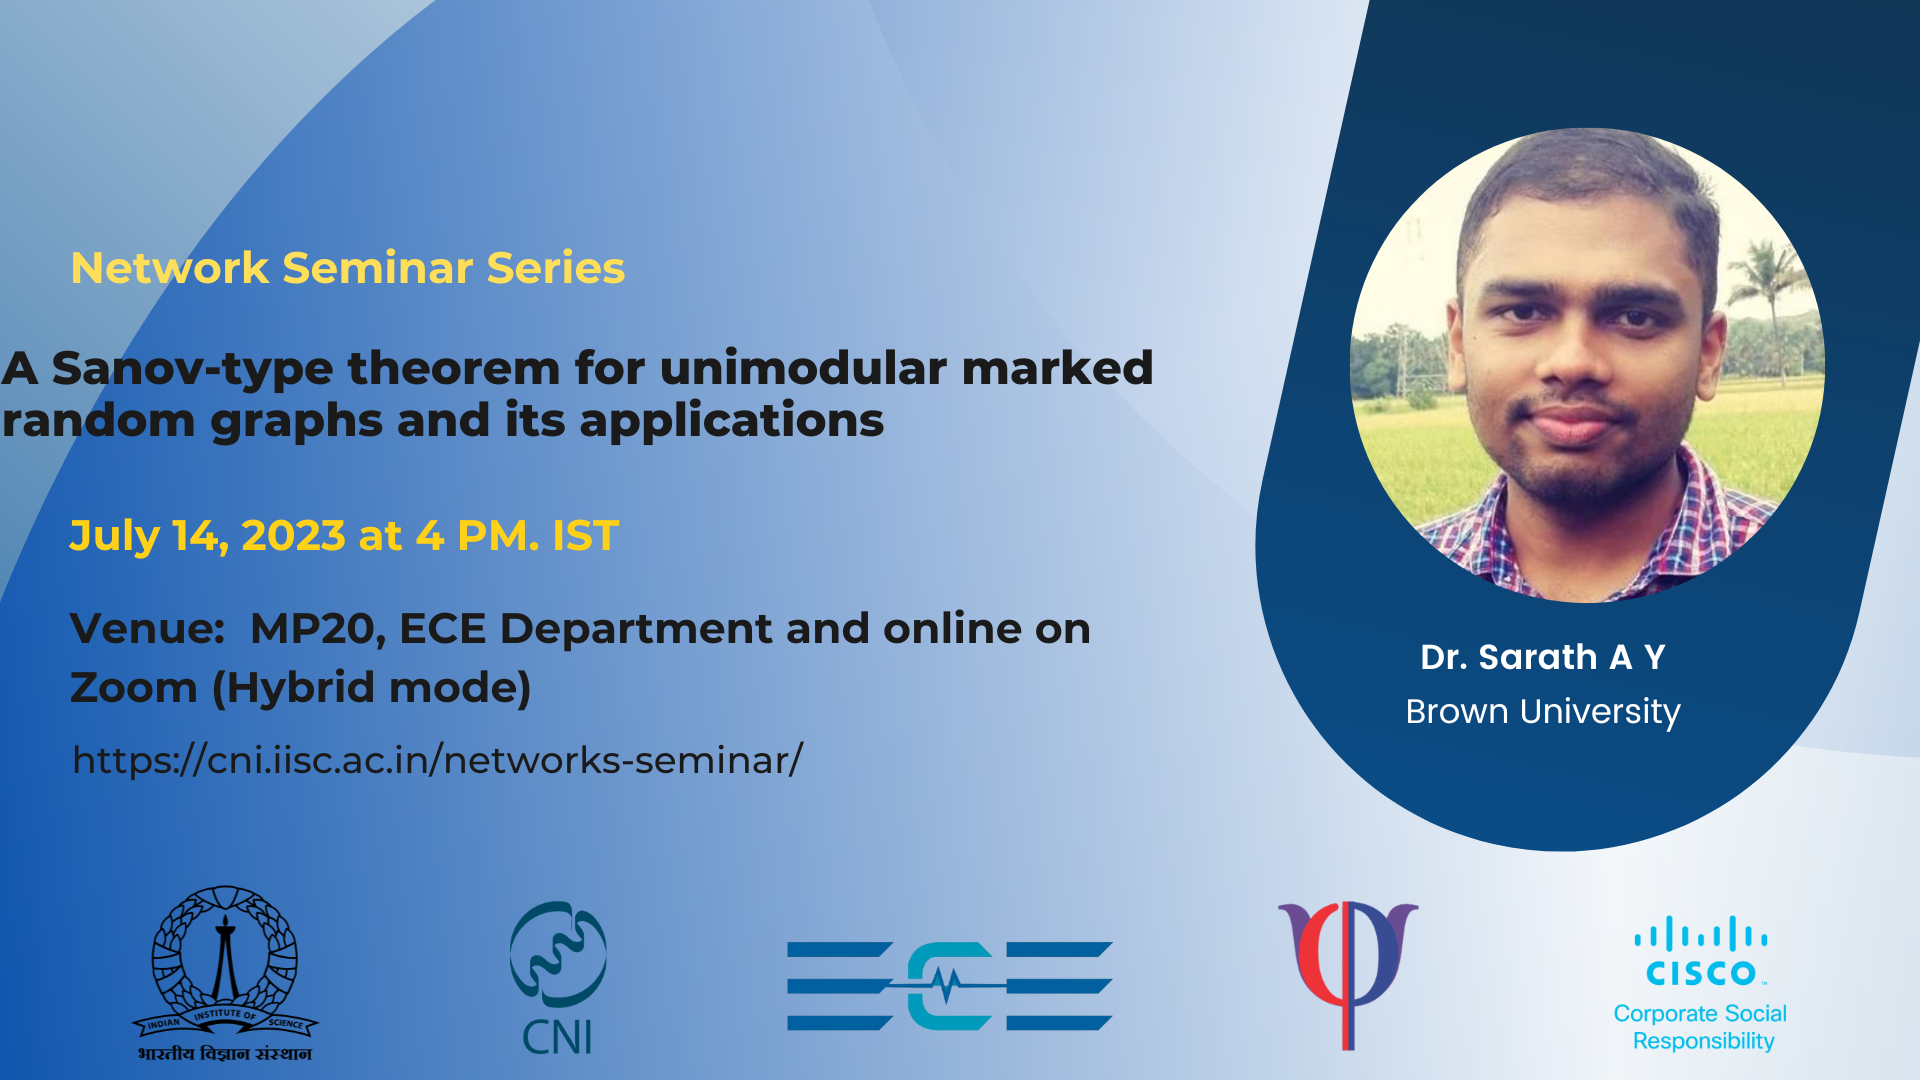 Network Seminar Series
A Sanov-type theorem for unimodular marked
random graphs and its applications
July 14, 2023 at 4 PM. IST
Venue:  MP20, ECE Department and online on
Zoom (Hybrid mode)
https://cni.iisc.ac.in/networks-seminar/
Dr. Sarath A Y
Brown University
INDIAN INSTITUTE OF SCIENCE
भारतीय विज्ञान संस्थान
CNI
ECE
CISCO
Corporate Social
Responsibility